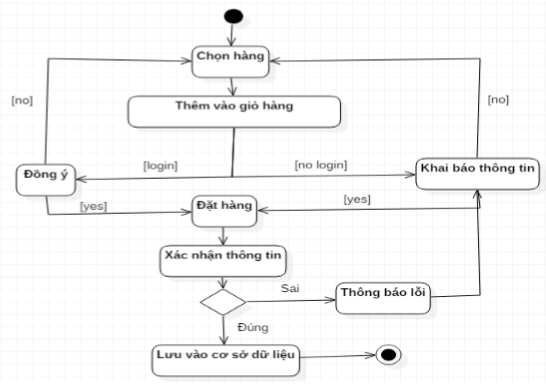 Chọn hàng
[no]
[no]
Thêm vào giỏ hàng
[login]
[no login]
Đồng ý
Khai báo thông tin
[yes]
Đặt hàng
[yes]
Xác nhận thông tin
Sai
Thông báo lỗi
Đúng
Lưu vào cơ sở dữ liệu